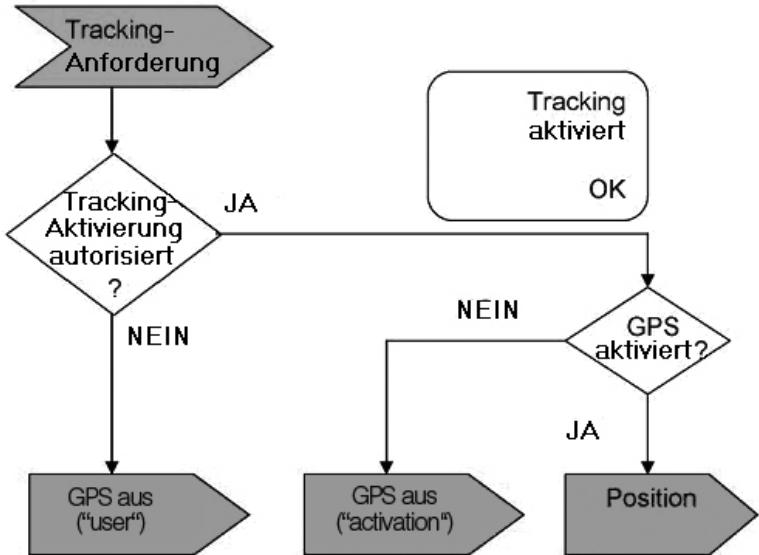 Tracking-
Anforderung
Tracking
aktiviert
OK
Tracking-
Aktivierung
autorisiert
?
JA
NEIN
NEIN
GPS
aktiviert?
JA
GPS aus
(“user“)
GPS aus
(“activation“)
Position